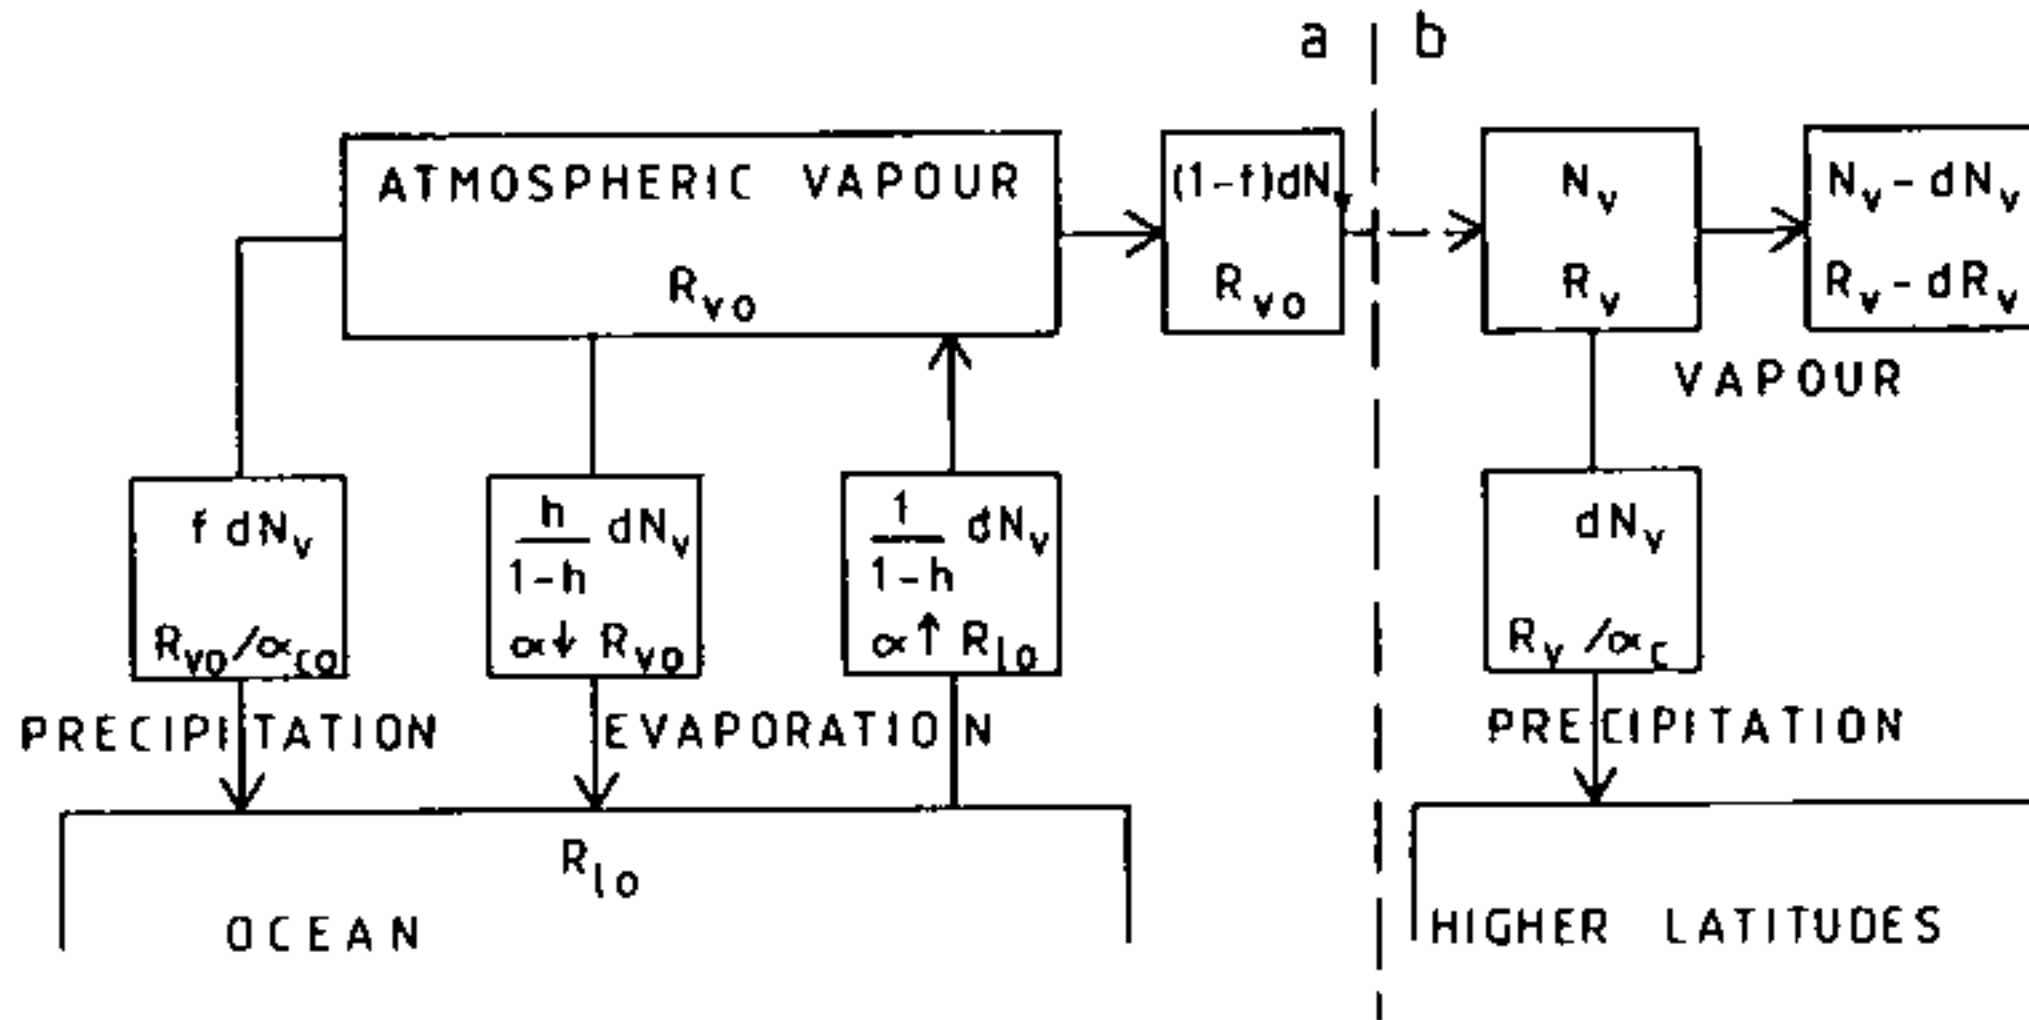 a | b
ATMOSPHERIC VAPOUR
R_vo
(1-f)dN_v
R_vo
N_v
R_v
N_v - dN_v
R_v - dR_v
VAPOUR
f dN_v
R_vo/α_co
h/(1-h) dN_v
α↓ R_vo
1/(1-h) dN_v
α↑ R_lo
dN_v
R_v/α_c
PRECIPITATION
EVAPORATION
PRECIPITATION
R_lo
OCEAN
HIGHER LATITUDES